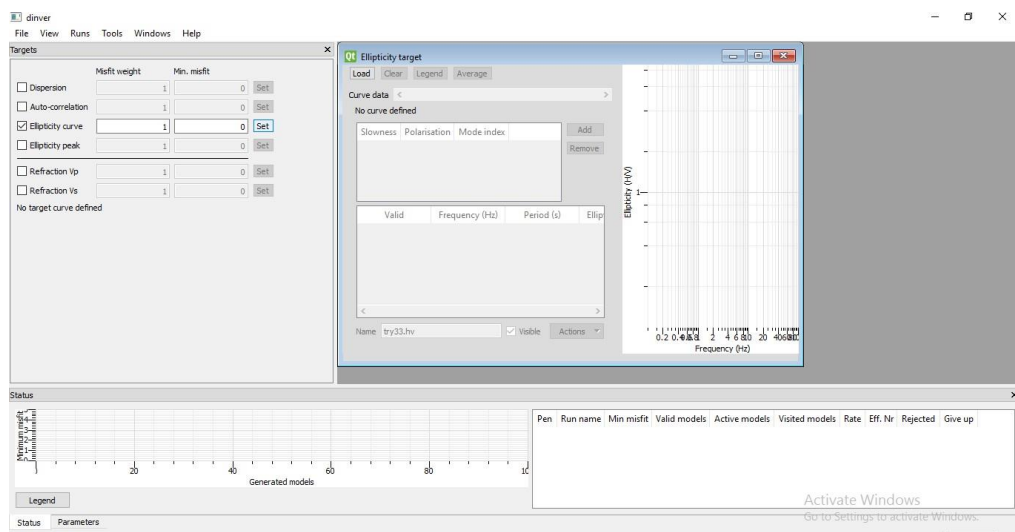 dinver
File View Runs Tools Windows Help
Targets
Misfit weight Min. misfit
Dispersion 1 0 Set
Auto-correlation 1 0 Set
Ellipticity curve 1 0 Set
Ellipticity peak 1 0 Set
Refraction Vp 1 0 Set
Refraction Vs 1 0 Set
No target curve defined
Qt Ellipticity target
Load Clear Legend Average
Curve data
No curve defined
Slowness Polarisation Mode index
Add
Remove
Valid Frequency (Hz) Period (s) Ellip
Name try33.hv Visible Actions
Ellipticity (H/V)
1
0.2 2 4 6 20
Frequency (Hz)
Status
Minimum misfit
20 40 60 80
Generated models
Legend
Pen Run name Min misfit Valid models Active models Visited models Rate Eff. Nr Rejected Give up
Status Parameters
Activate Windows
Go to Settings to activate Windows.